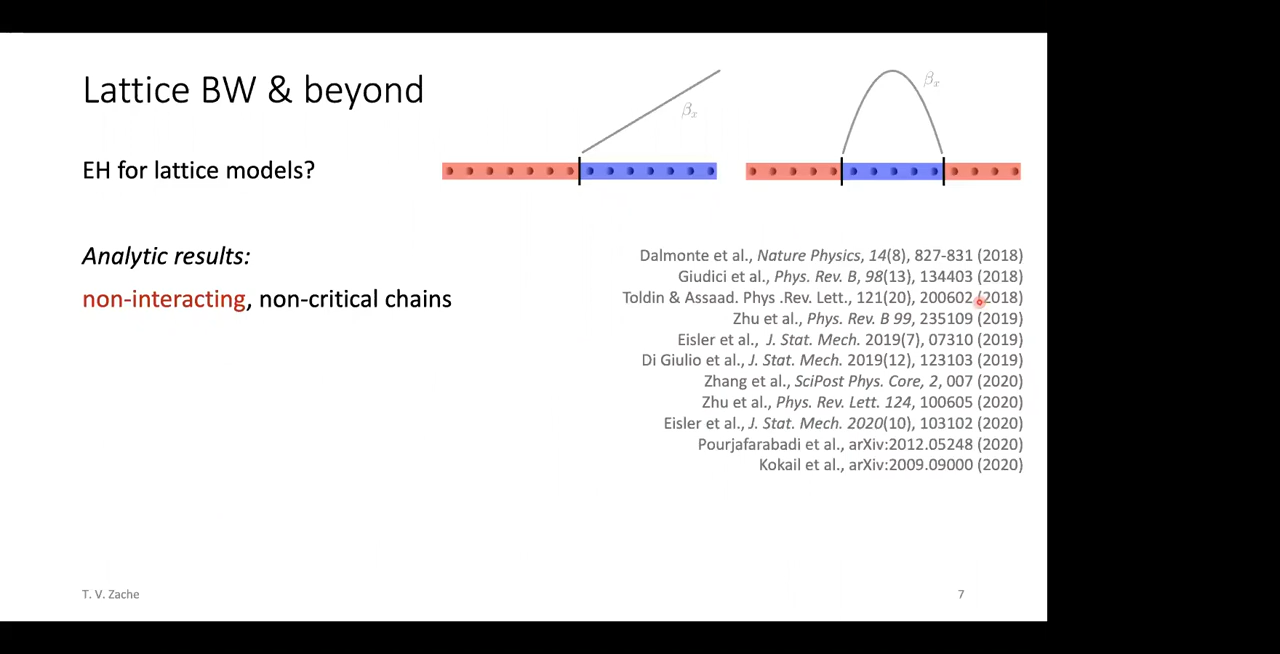 Lattice BW & beyond
βₓ
βₓ
EH for lattice models?
Analytic results:
non-interacting, non-critical chains
Dalmonte et al., Nature Physics, 14(8), 827-831 (2018)
Giudici et al., Phys. Rev. B, 98(13), 134403 (2018)
Toldin & Assaad. Phys .Rev. Lett., 121(20), 200602 (2018)
Zhu et al., Phys. Rev. B 99, 235109 (2019)
Eisler et al., J. Stat. Mech. 2019(7), 07310 (2019)
Di Giulio et al., J. Stat. Mech. 2019(12), 123103 (2019)
Zhang et al., SciPost Phys. Core, 2, 007 (2020)
Zhu et al., Phys. Rev. Lett. 124, 100605 (2020)
Eisler et al., J. Stat. Mech. 2020(10), 103102 (2020)
Pourjafarabadi et al., arXiv:2012.05248 (2020)
Kokail et al., arXiv:2009.09000 (2020)
T. V. Zache
7